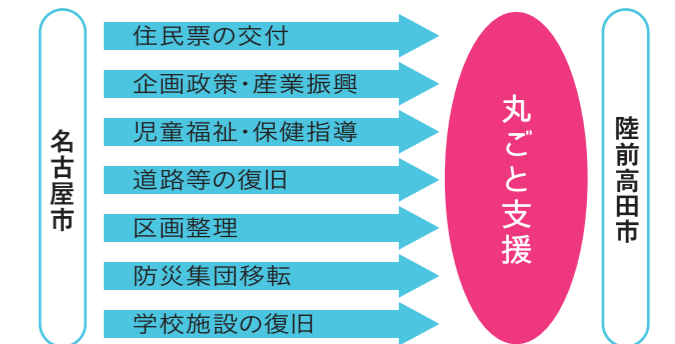 名古屋市
住民票の交付
企画政策・産業振興
児童福祉・保健指導
道路等の復旧
区画整理
防災集団移転
学校施設の復旧
丸ごと支援
陸前高田市